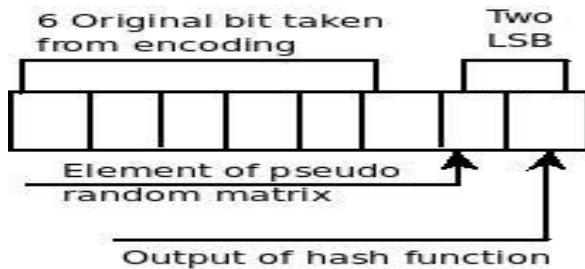 6 Original bit taken
from encoding
Two
LSB
Element of pseudo
random matrix
Output of hash function